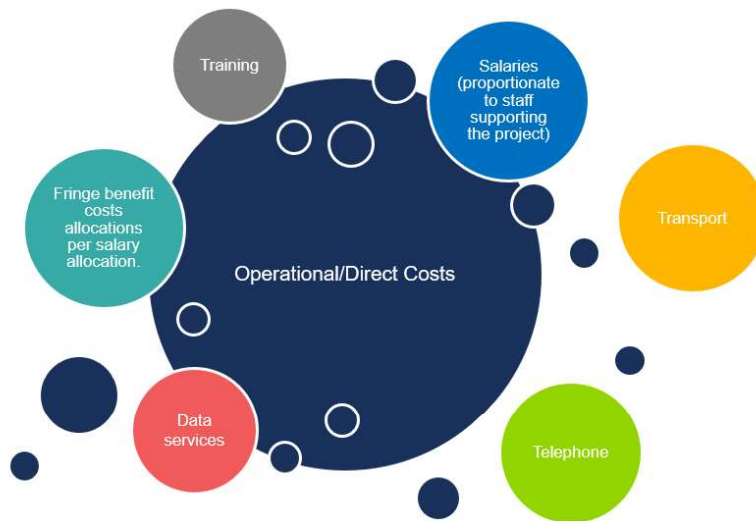 Training
Salaries
(proportionate
to staff
supporting
the project)
Fringe benefit
costs
allocations
per salary
allocation.
Transport
Operational/Direct Costs
Data
services
Telephone